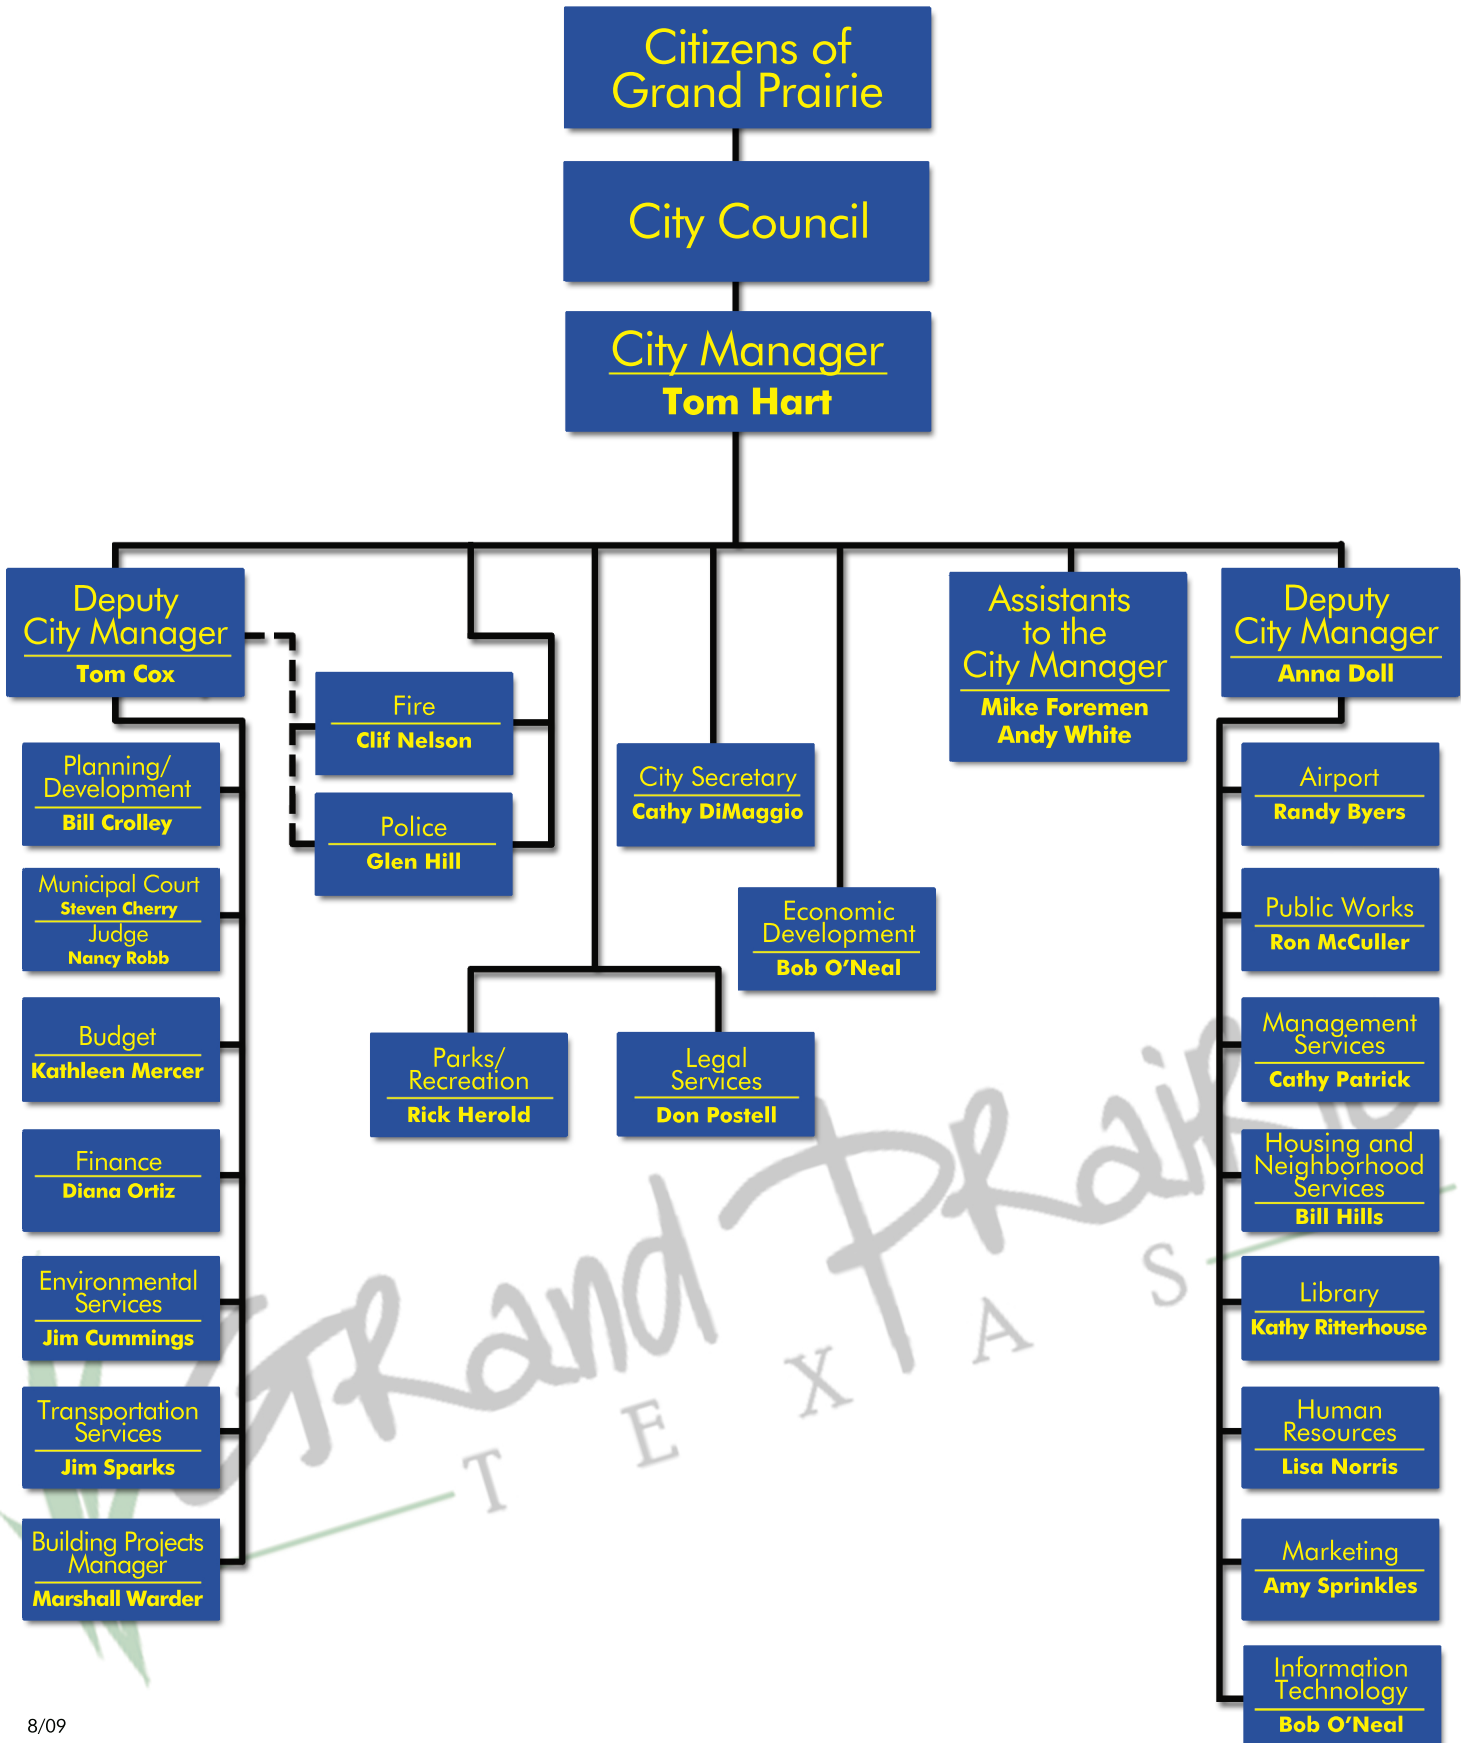 Citizens of
Grand Prairie
City Council
City Manager
Tom Hart
Deputy
City Manager
Tom Cox
Assistants
to the
City Manager
Mike Foremen
Andy White
Deputy
City Manager
Anna Doll
Fire
Clif Nelson
Police
Glen Hill
City Secretary
Cathy DiMaggio
Economic
Development
Bob O'Neal
Parks/
Recreation
Rick Herold
Legal
Services
Don Postell
Planning/
Development
Bill Crolley
Municipal Court
Steven Cherry
Judge
Nancy Robb
Budget
Kathleen Mercer
Finance
Diana Ortiz
Environmental
Services
Jim Cummings
Transportation
Services
Jim Sparks
Building Projects
Manager
Marshall Warder
Airport
Randy Byers
Public Works
Ron McCuller
Management
Services
Cathy Patrick
Housing and
Neighborhood
Services
Bill Hills
Library
Kathy Ritterhouse
Human
Resources
Lisa Norris
Marketing
Amy Sprinkles
Information
Technology
Bob O'Neal
Grand Prairie
TEXAS
8/09